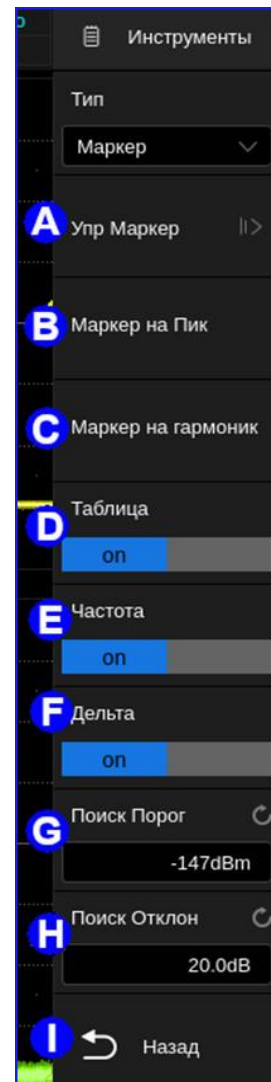 Инструменты
Тип
Маркер
A Упр Маркер
B Маркер на Пик
C Маркер на гармоник
Таблица
D
on
E Частота
on
F Дельта
on
Поиск Порог
G
-147dBm
Поиск Отклон
H
20.0dB
I Назад